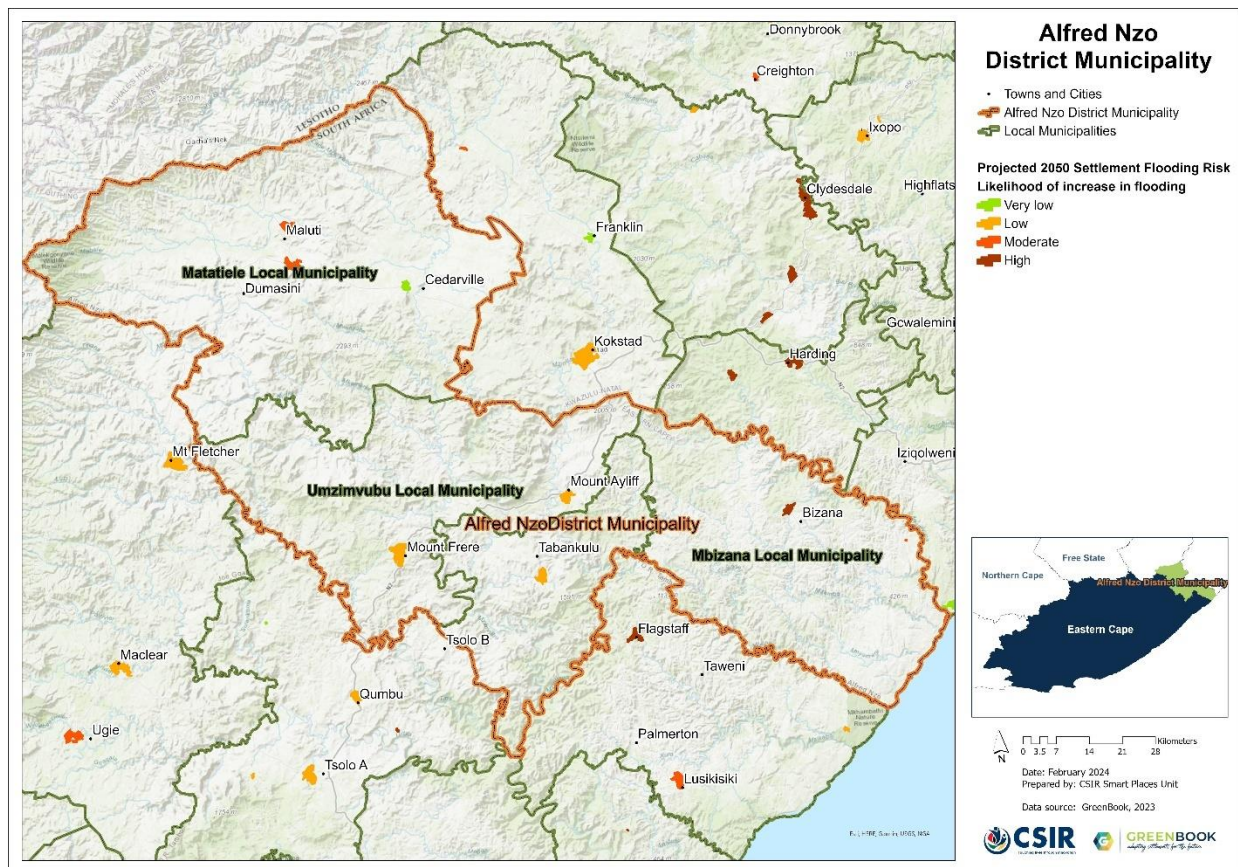 Alfred Nzo
District Municipality
Towns and Cities
Alfred Nzo District Municipality
Local Municipalities
Projected 2050 Settlement Flooding Risk
Likelihood of increase in flooding
Very low
Low
Moderate
High
Donnybrook
Creighton
Ixopo
LESOTHO
SOUTH AFRICA
Clydesdale
Highflats
Franklin
Maluti
Matatiele Local Municipality
Cedarville
Dumasini
Gcwalemini
Kokstad
Harding
KWAZULU-NATAL
Mt Fletcher
Iziqolweni
Mount Ayliff
Umzimvubu Local Municipality
Alfred NzoDistrict Municipality
Bizana
Mount Frere
Tabankulu
Mbizana Local Municipality
Flagstaff
Tsolo B
Maclear
Taweni
Qumbu
Ugie
Palmerton
Tsolo A
Lusikisiki
Free State
Northern Cape
Alfred Nzo District Municipality
Eastern Cape
N
0 3.5 7 14 21 28
Kilometers
Date: February 2024
Prepared by: CSIR Smart Places Unit
Data source: GreenBook, 2023
CSIR
GREENBOOK